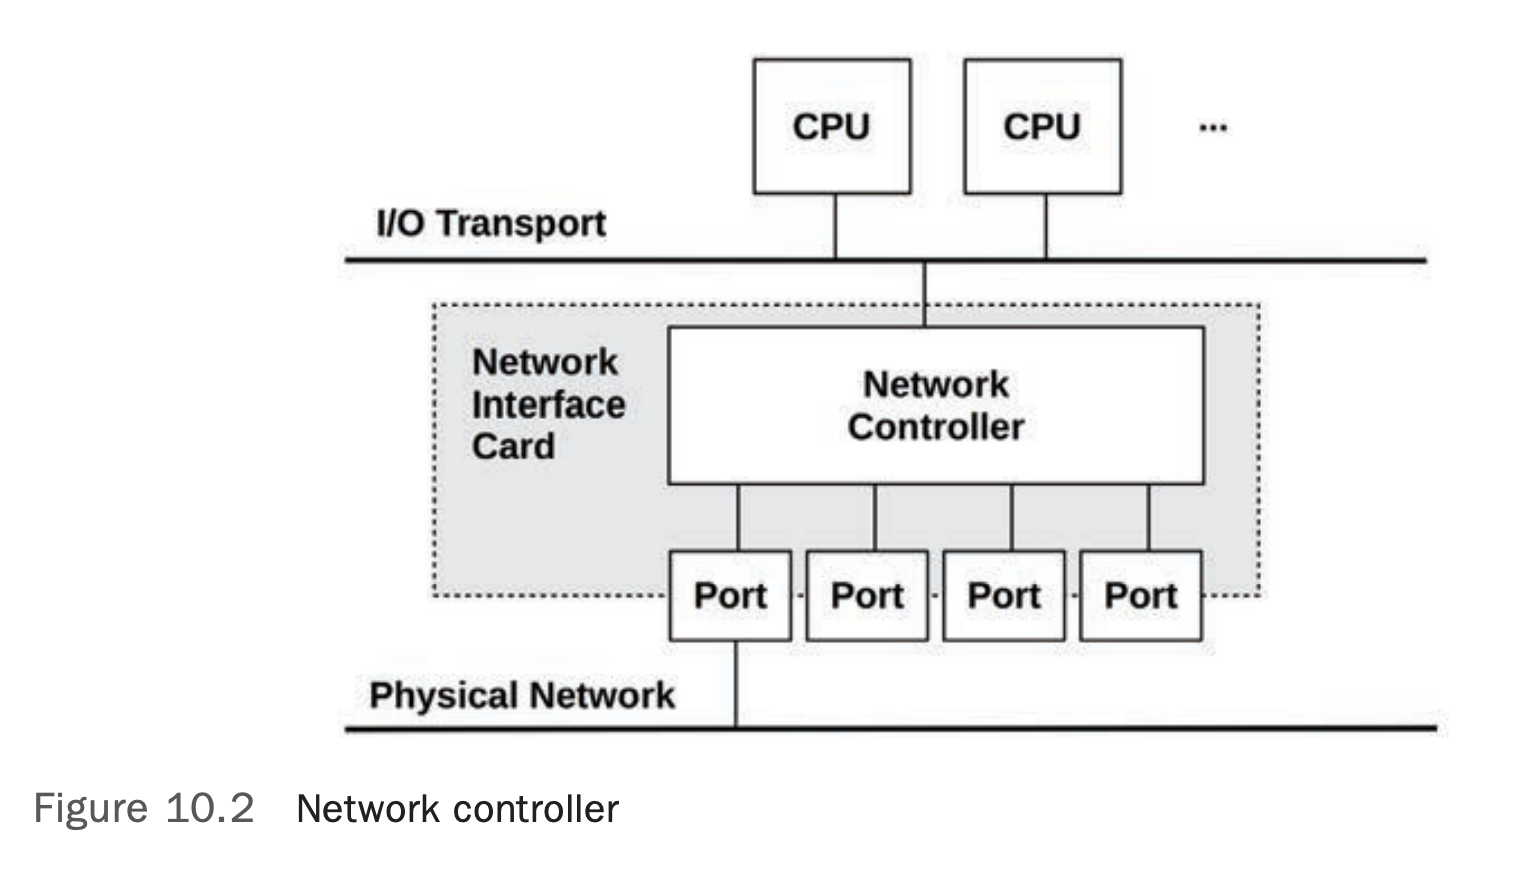 CPU
CPU
...
I/O Transport
Network
Interface
Card
Network
Controller
Port
Port
Port
Port
Physical Network
Figure 10.2 Network controller